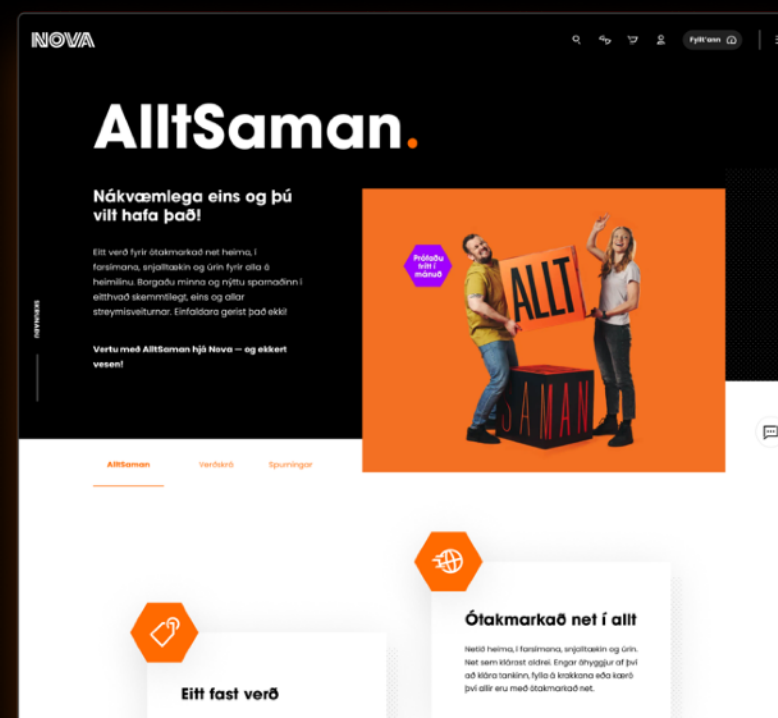 NOVA
Fyllt'ann
AlltSaman.
Nákvæmlega eins og þú
vilt hafa það!
Eitt verð fyrir ótakmarkað net heima, í
farsímana, snjalltækin og úrin fyrir alla á
heimilinu. Borgaðu minna og nýttu sparnaðinn í
eitthvað skemmtilegt, eins og allar
streymisveiturnar. Einfaldara gerist það ekki!
Vertu með AlltSaman hjá Nova — og ekkert
vesen!
SKRUNAÐU
Prófaðu
frítt í
mánuð
ALLT
SAMAN
AlltSaman
Verðskrá
Spurningar
Ótakmarkað net í allt
Netið heima, í farsímana, snjalltækin og úrin.
Net sem klárast aldrei. Engar áhyggjur af því
að klára tankinn, fylla á krakkana eða kæró
því allir eru með ótakmarkað net.
Eitt fast verð